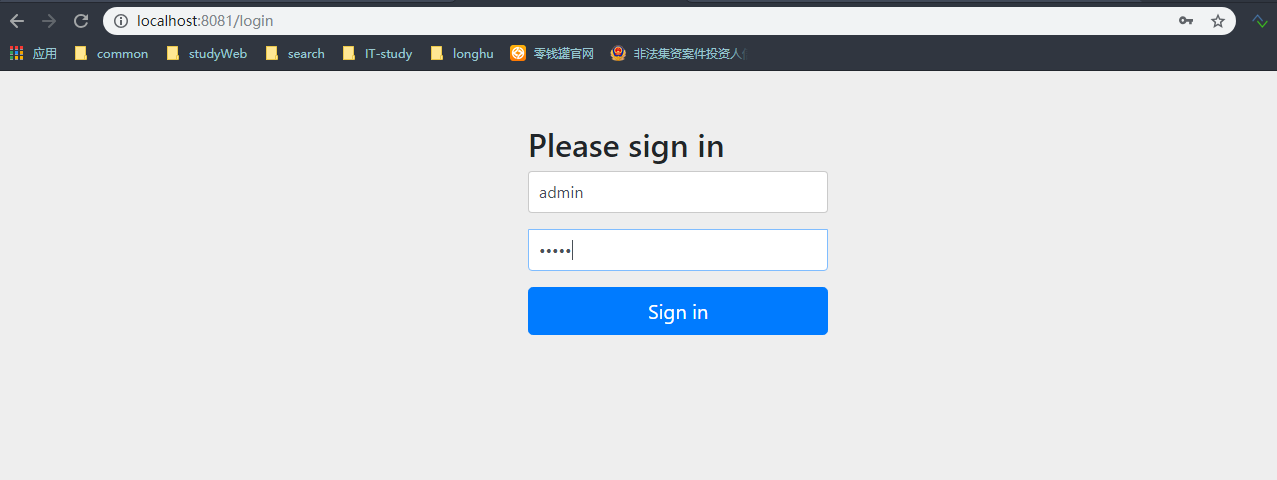 localhost:8081/login
应用 common studyWeb search IT-study longhu 零钱罐官网 非法集资案件投资人
Please sign in
admin
•••••
Sign in